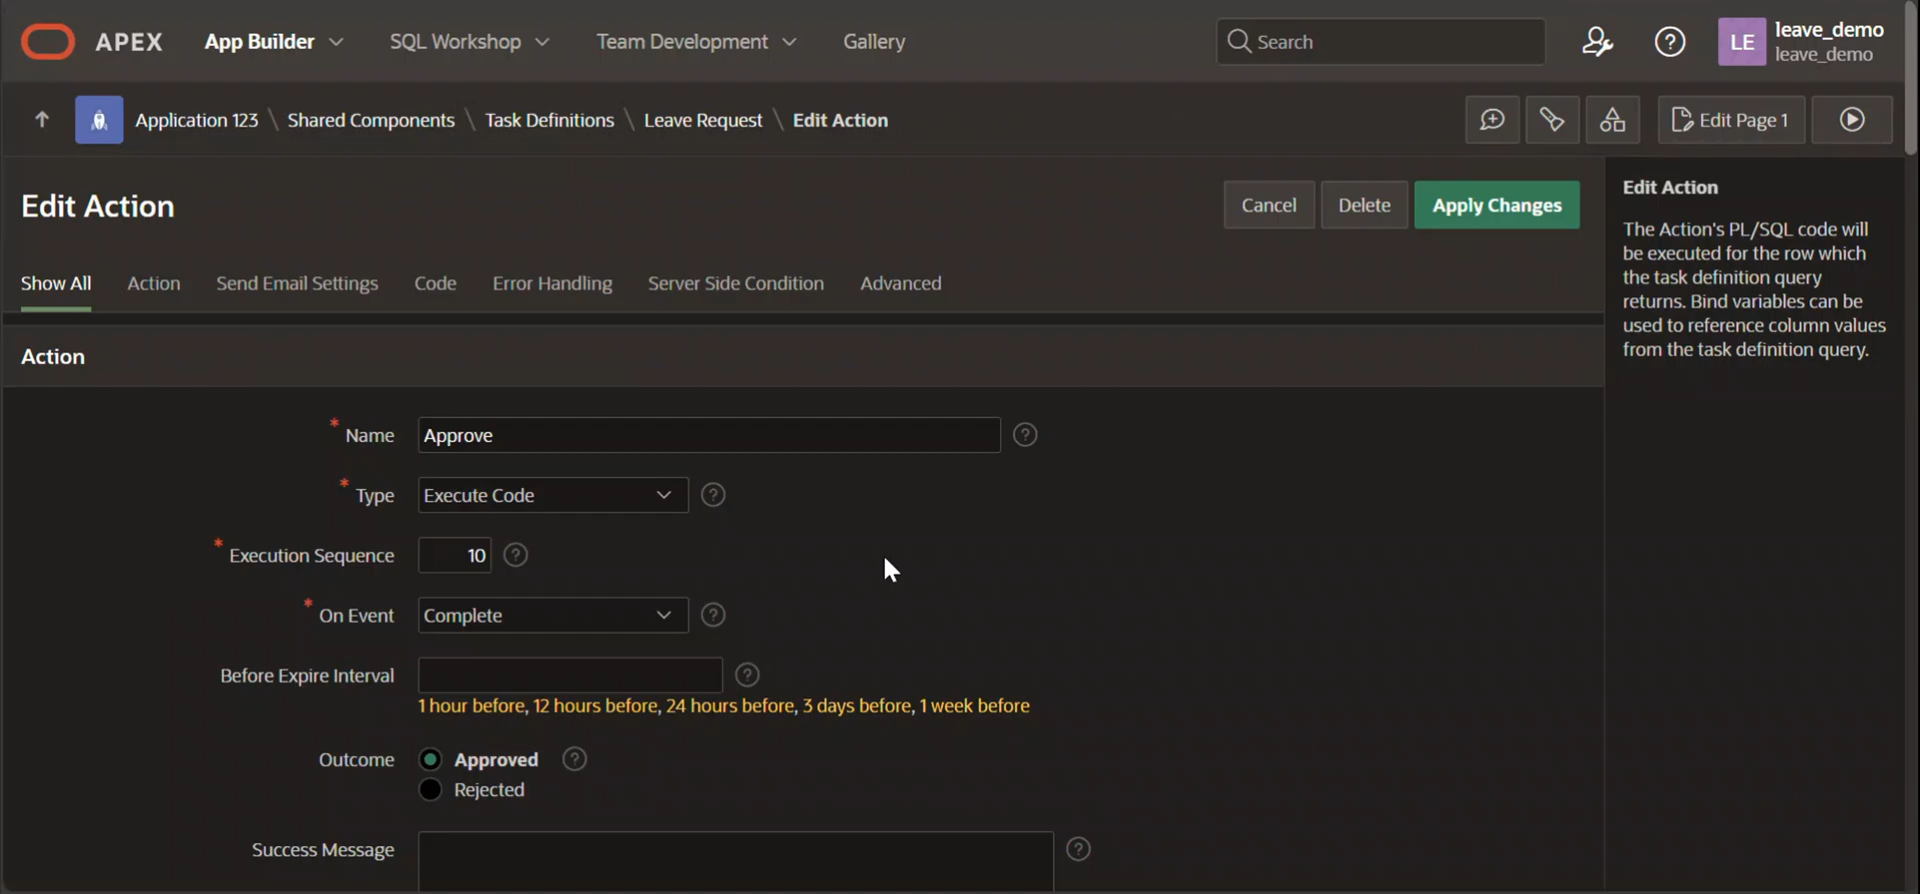 APEX App Builder SQL Workshop Team Development Gallery Search LE leave_demo
leave_demo
Application 123 \ Shared Components \ Task Definitions \ Leave Request \ Edit Action Edit Page 1
Edit Action Cancel Delete Apply Changes
Show All Action Send Email Settings Code Error Handling Server Side Condition Advanced
Action
* Name Approve ?
* Type Execute Code ?
* Execution Sequence 10 ?
* On Event Complete ?
Before Expire Interval ?
1 hour before, 12 hours before, 24 hours before, 3 days before, 1 week before
Outcome Approved ?
Rejected
Success Message ?
Edit Action
The Action's PL/SQL code will
be executed for the row which
the task definition query
returns. Bind variables can be
used to reference column values
from the task definition query.